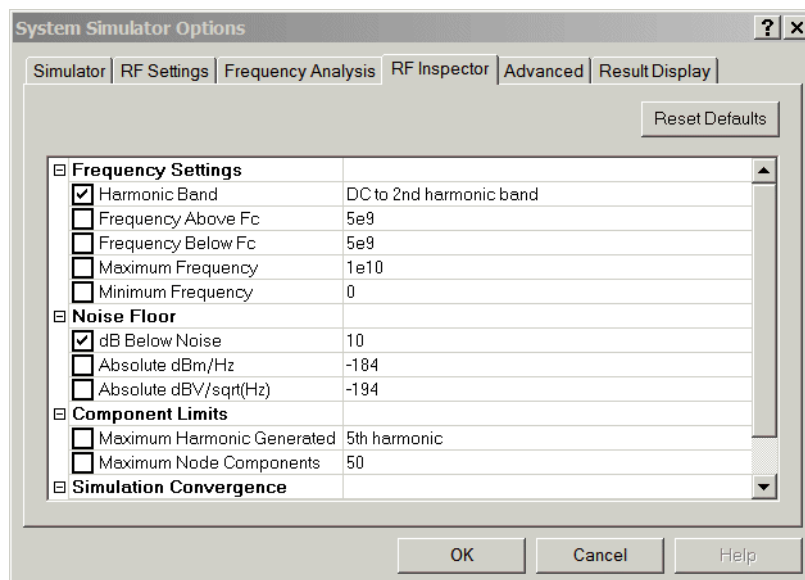 System Simulator Options
?
Simulator RF Settings Frequency Analysis RF Inspector Advanced Result Display
Reset Defaults
Frequency Settings
Harmonic Band DC to 2nd harmonic band
Frequency Above Fc 5e9
Frequency Below Fc 5e9
Maximum Frequency 1e10
Minimum Frequency 0
Noise Floor
dB Below Noise 10
Absolute dBm/Hz -184
Absolute dBV/sqrt(Hz) -194
Component Limits
Maximum Harmonic Generated 5th harmonic
Maximum Node Components 50
Simulation Convergence
OK Cancel Help